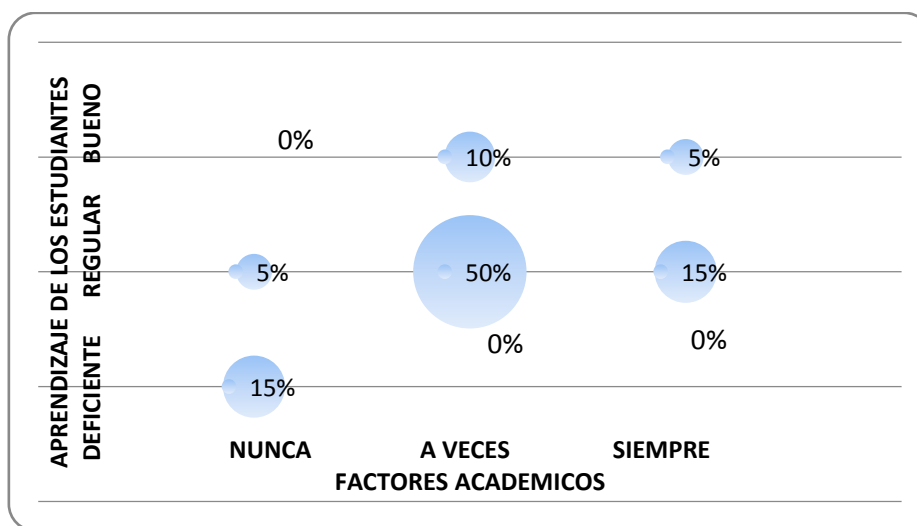 APRENDIZAJE DE LOS ESTUDIANTES
BUENO
0%
10%
5%
REGULAR
5%
50%
15%
0%
0%
DEFICIENTE
15%
NUNCA
A VECES
SIEMPRE
FACTORES ACADEMICOS